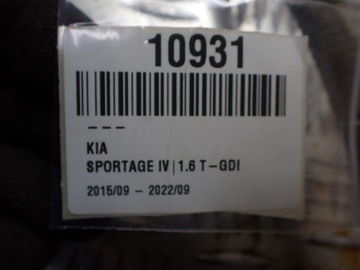 10931
---
KIA
SPORTAGE IV|1.6 T-GDI
2015/09 - 2022/09